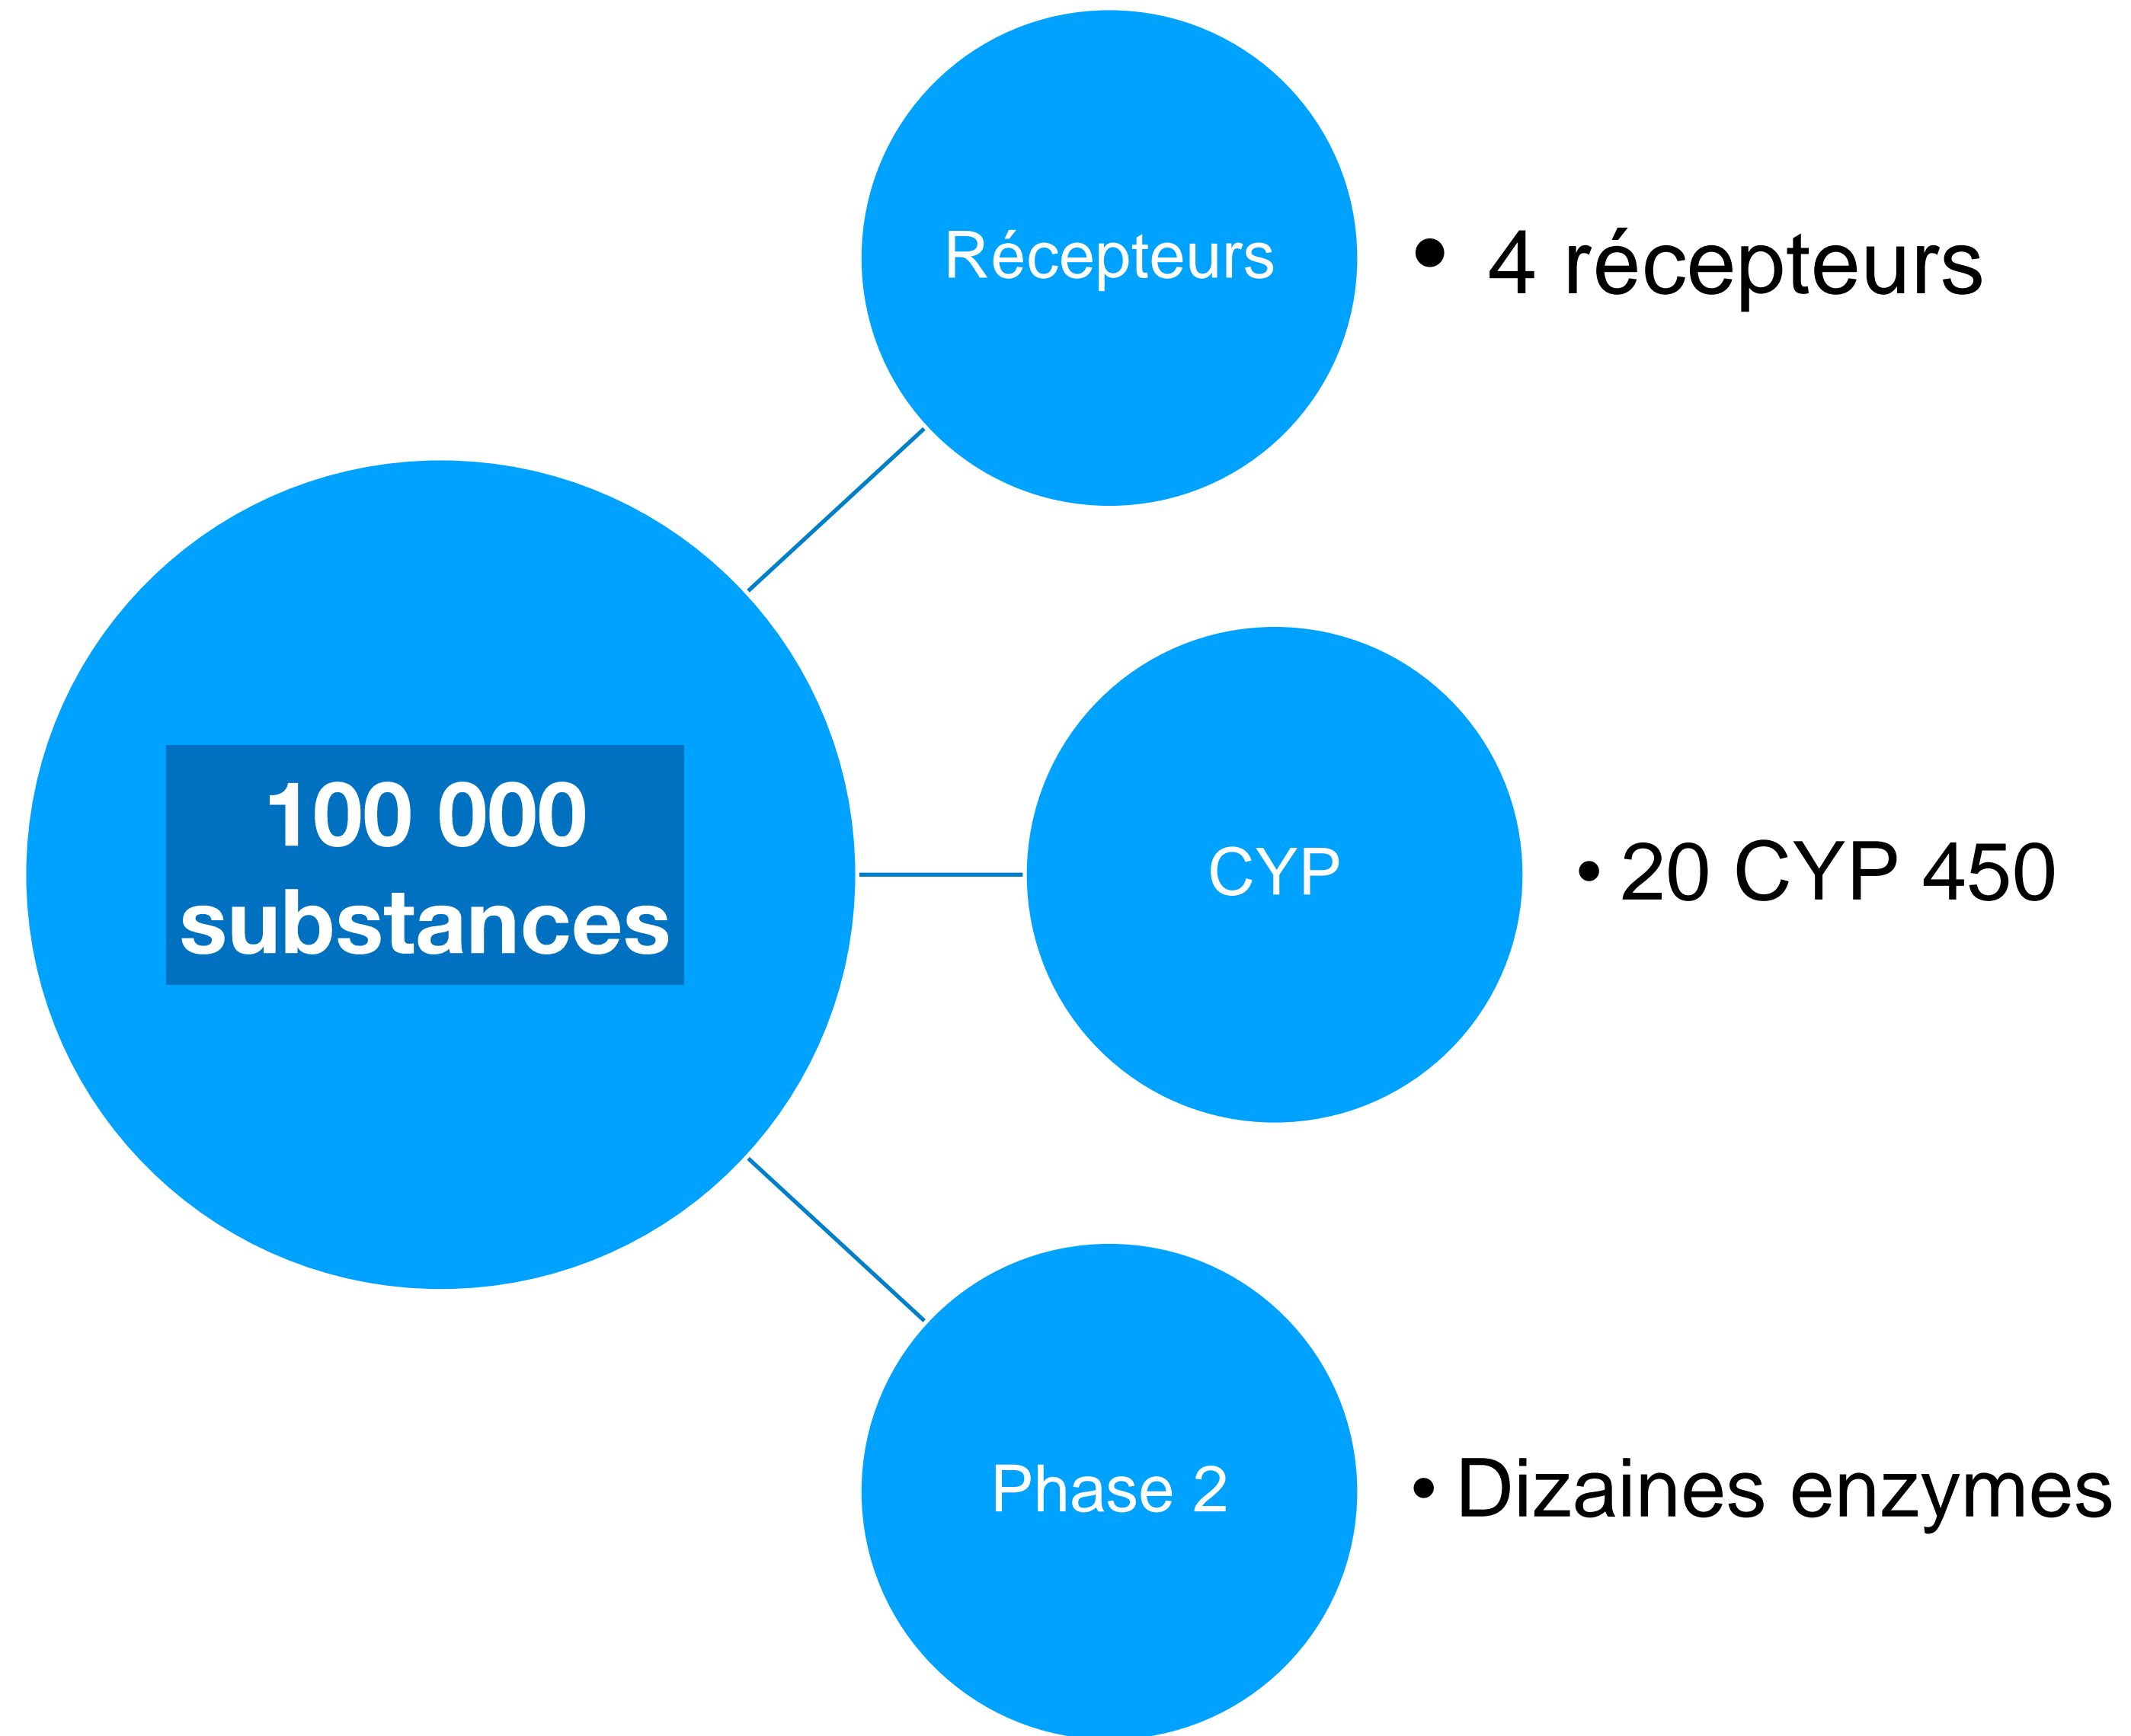 Récepteurs
• 4 récepteurs
100 000
substances
CYP
• 20 CYP 450
Phase 2
• Dizaines enzymes